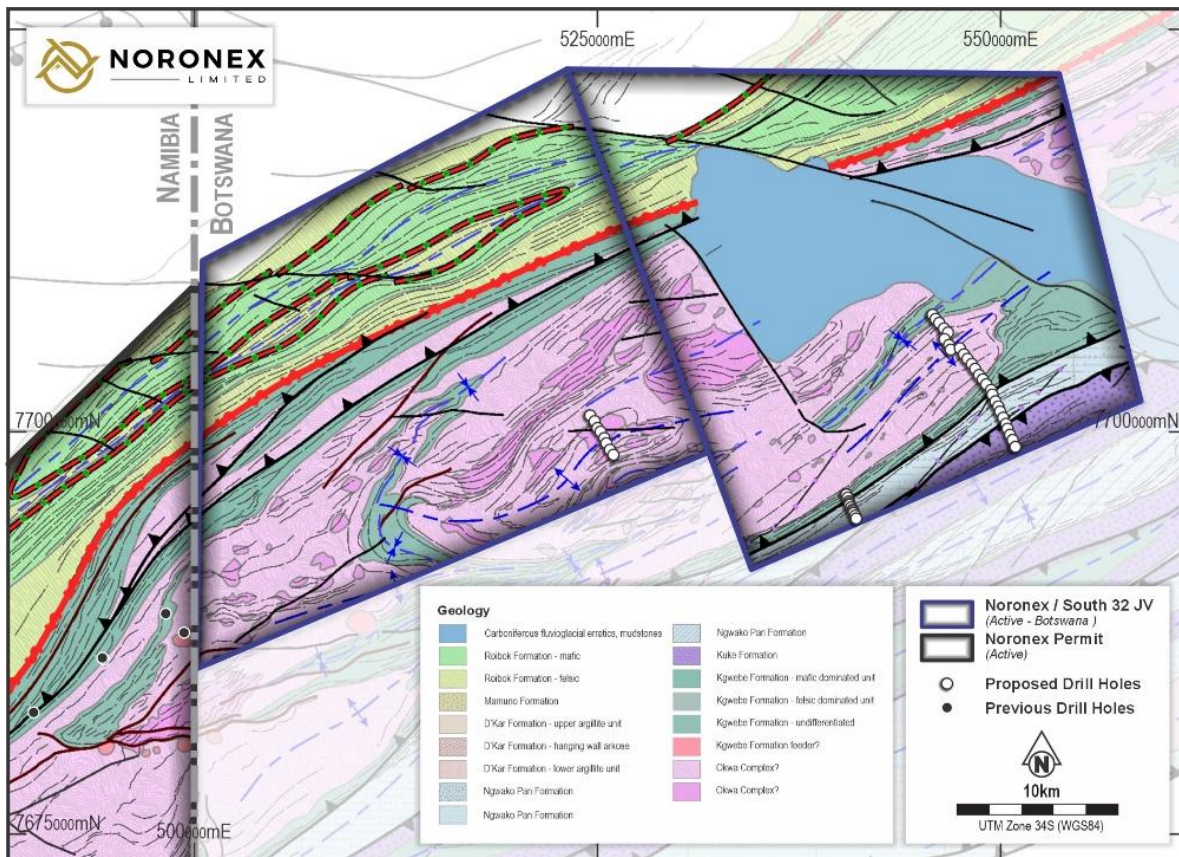 NORONEX
LIMITED
525000mE
550000mE
NAMIBIA
BOTSWANA
7700000mN
7700000mN
7675000mN
500000mE
Geology
Carboniferous fluvioglacial erratics, mudstones
Roibok Formation - mafic
Roibok Formation - felsic
Mamuno Formation
D'Kar Formation - upper argillite unit
D'Kar Formation - hanging wall arkose
D'Kar Formation - lower argillite unit
Ngwako Pan Formation
Ngwako Pan Formation
Ngwako Pan Formation
Kuke Formation
Kgwebe Formation - mafic dominated unit
Kgwebe Formation - felsic dominated unit
Kgwebe Formation - undifferentiated
Kgwebe Formation feeder?
Okwa Complex?
Okwa Complex?
Noronex / South 32 JV
(Active - Botswana )
Noronex Permit
(Active)
Proposed Drill Holes
Previous Drill Holes
N
10km
UTM Zone 34S (WGS84)